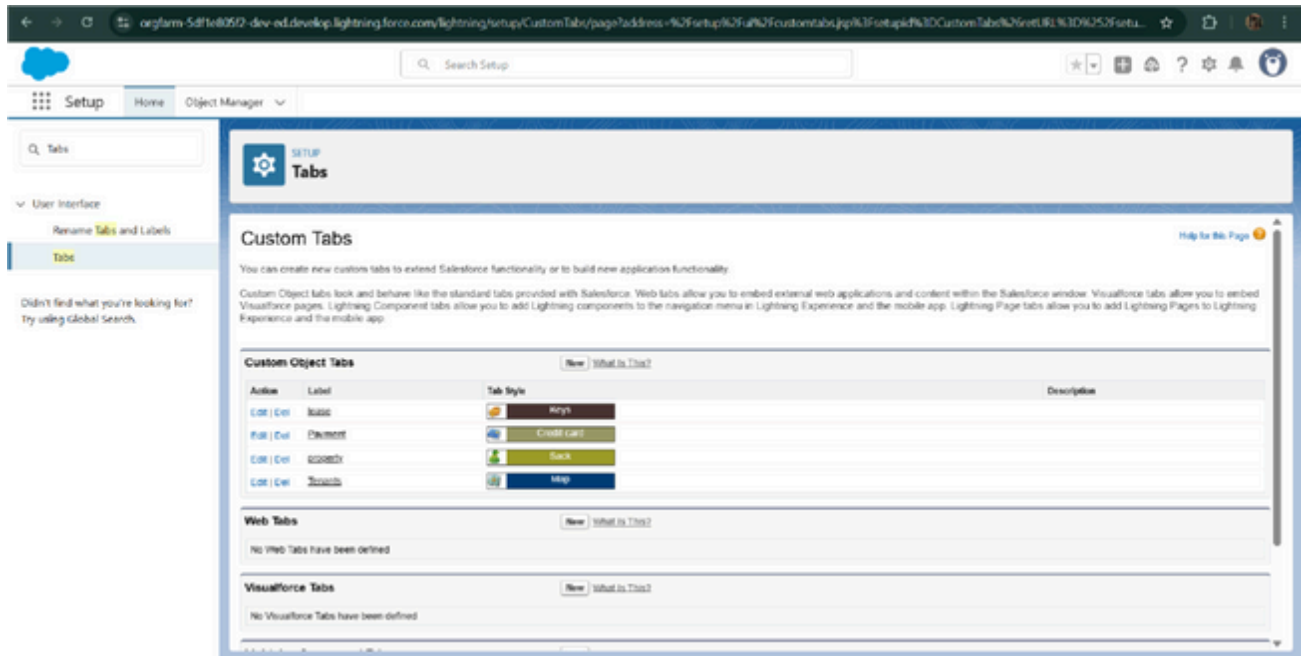 Search Setup
Setup
Home
Object Manager
Tabs
User Interface
Rename Tabs and Labels
Tabs
Didn't find what you're looking for?
Try using Global Search.
SETUP
Tabs
Custom Tabs
Help for this Page
You can create new custom tabs to extend Salesforce functionality or to build new application functionality.
Custom Object tabs look and behave like the standard tabs provided with Salesforce. Web tabs allow you to embed external web applications and content within the Salesforce window. Visualforce tabs allow you to embed
Visualforce pages. Lightning Component tabs allow you to add Lightning components to the navigation menu in Lightning Experience and the mobile app. Lightning Page tabs allow you to add Lightning Pages to Lightning
Experience and the mobile app.
Custom Object Tabs New What Is This?
Action Label Tab Style Description
Edit | Del lease Keys
Edit | Del Payment Credit card
Edit | Del property Sack
Edit | Del Tenants Map
Web Tabs New What Is This?
No Web Tabs have been defined
Visualforce Tabs New What Is This?
No Visualforce Tabs have been defined